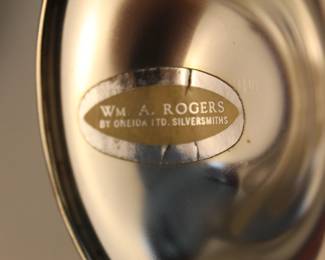 WM. A. ROGERS
BY ONEIDA LTD. SILVERSMITHS